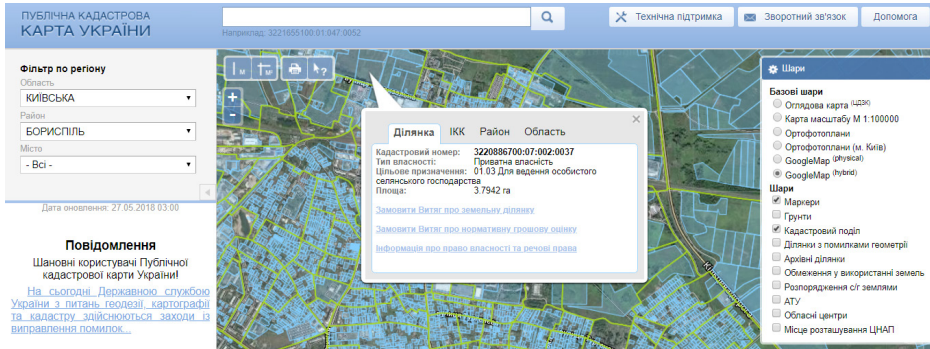 ПУБЛІЧНА КАДАСТРОВА
КАРТА УКРАЇНИ
Наприклад: 3221655100:01:047:0052
Технічна підтримка
Зворотний зв'язок
Допомога
Фільтр по регіону
Область
КИЇВСЬКА
Район
БОРИСПІЛЬ
Місто
- Всі -
Дата оновлення: 27.05.2018 03:00
Повідомлення
Шановні користувачі Публічної
кадастрової карти України!
На сьогодні Державною службою
України з питань геодезії, картографії
та кадастру здійснюються заходи із
виправлення помилок...
Ділянка ІКК Район Область
Кадастровий номер: 3220886700:07:002:0037
Тип власності: Приватна власність
Цільове призначення: 01.03 Для ведення особистого
селянського господарства
Площа: 3.7942 га
Замовити Витяг про земельну ділянку
Замовити Витяг про нормативну грошову оцінку
Інформація про право власності та речові права
Шари
Базові шари
Оглядова карта (ЦДЗК)
Карта масштабу М 1:100000
Ортофотоплани
Ортофотоплани (м. Київ)
GoogleMap (physical)
GoogleMap (hybrid)
Шари
Маркери
Грунти
Кадастровий поділ
Ділянки з помилками геометрії
Архівні ділянки
Обмеження у використанні земель
Розпорядження с/г землями
АТУ
Обласні центри
Місце розташування ЦНАП